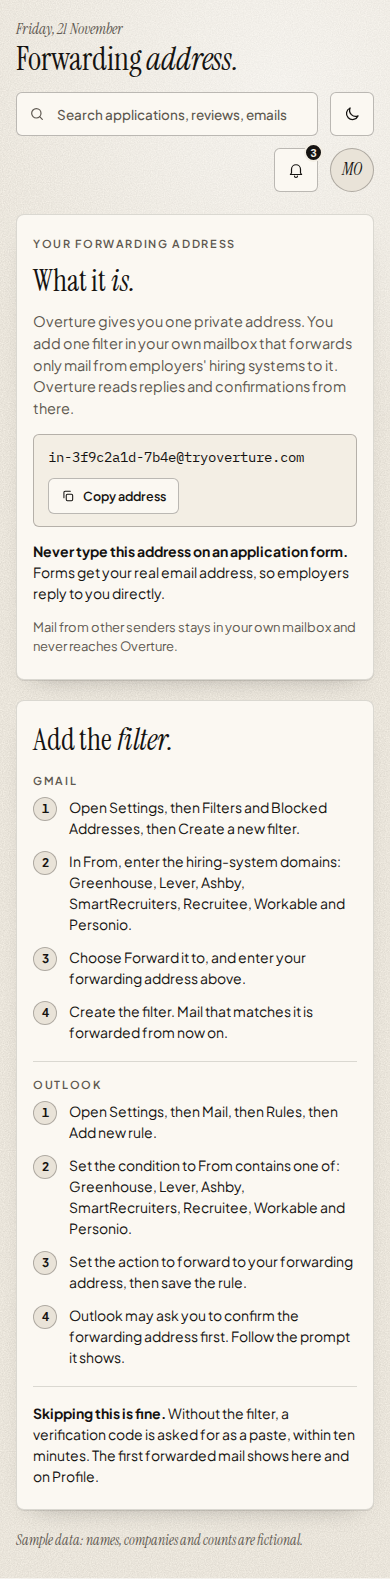 Friday, 21 November
Forwarding address.
Search applications, reviews, emails
3
MO
YOUR FORWARDING ADDRESS
What it is.
Overture gives you one private address. You
add one filter in your own mailbox that forwards
only mail from employers' hiring systems to it.
Overture reads replies and confirmations from
there.
in-3f9c2a1d-7b4e@tryoverture.com
Copy address
Never type this address on an application form.
Forms get your real email address, so employers
reply to you directly.
Mail from other senders stays in your own mailbox and
never reaches Overture.
Add the filter.
GMAIL
1 Open Settings, then Filters and Blocked
Addresses, then Create a new filter.
2 In From, enter the hiring-system domains:
Greenhouse, Lever, Ashby,
SmartRecruiters, Recruitee, Workable and
Personio.
3 Choose Forward it to, and enter your
forwarding address above.
4 Create the filter. Mail that matches it is
forwarded from now on.
OUTLOOK
1 Open Settings, then Mail, then Rules, then
Add new rule.
2 Set the condition to From contains one of:
Greenhouse, Lever, Ashby,
SmartRecruiters, Recruitee, Workable and
Personio.
3 Set the action to forward to your forwarding
address, then save the rule.
4 Outlook may ask you to confirm the
forwarding address first. Follow the prompt
it shows.
Skipping this is fine. Without the filter, a
verification code is asked for as a paste, within ten
minutes. The first forwarded mail shows here and
on Profile.
Sample data: names, companies and counts are fictional.